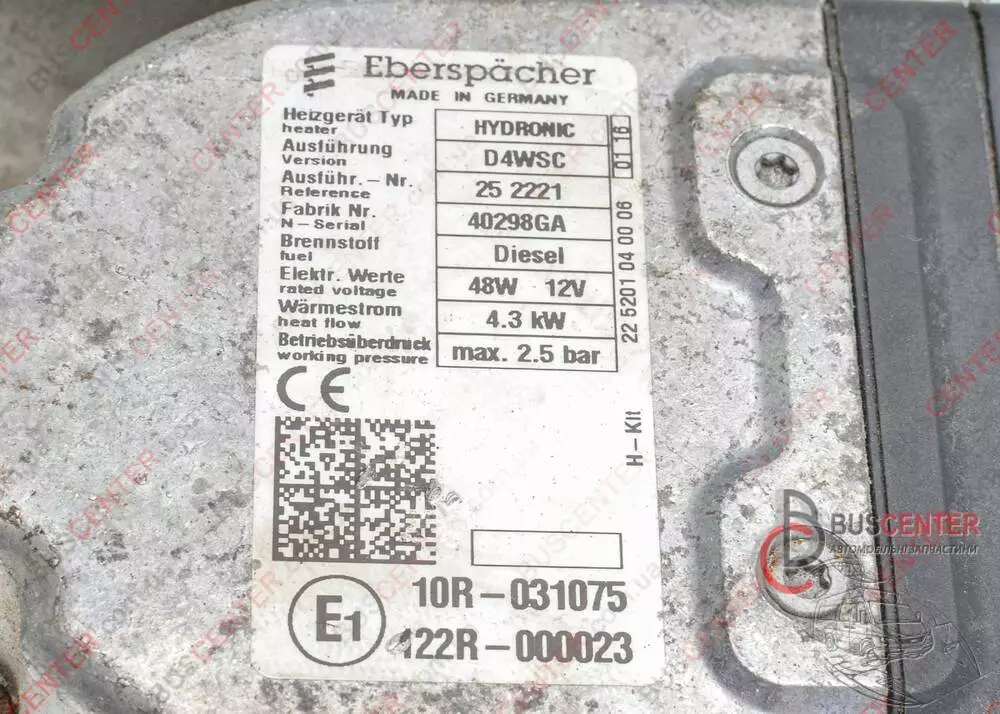 Eberspächer
MADE IN GERMANY
Heizgerät Typ
heater
HYDRONIC
Ausführung
Version
D4WSC
Ausführ. - Nr.
Reference
25 2221
Fabrik Nr.
N - Serial
40298GA
Brennstoff
fuel
Diesel
Elektr. Werte
rated voltage
48W 12V
Wärmestrom
heat flow
4.3 kW
Betriebsüberdruck
working pressure
max. 2.5 bar
01 16
22 5201 04 00 06
H - Kit
CE
E1
10R - 031075
122R - 000023
BUSCENTER
АВТОМОБІЛЬНІ ЗАПЧАСТИНИ